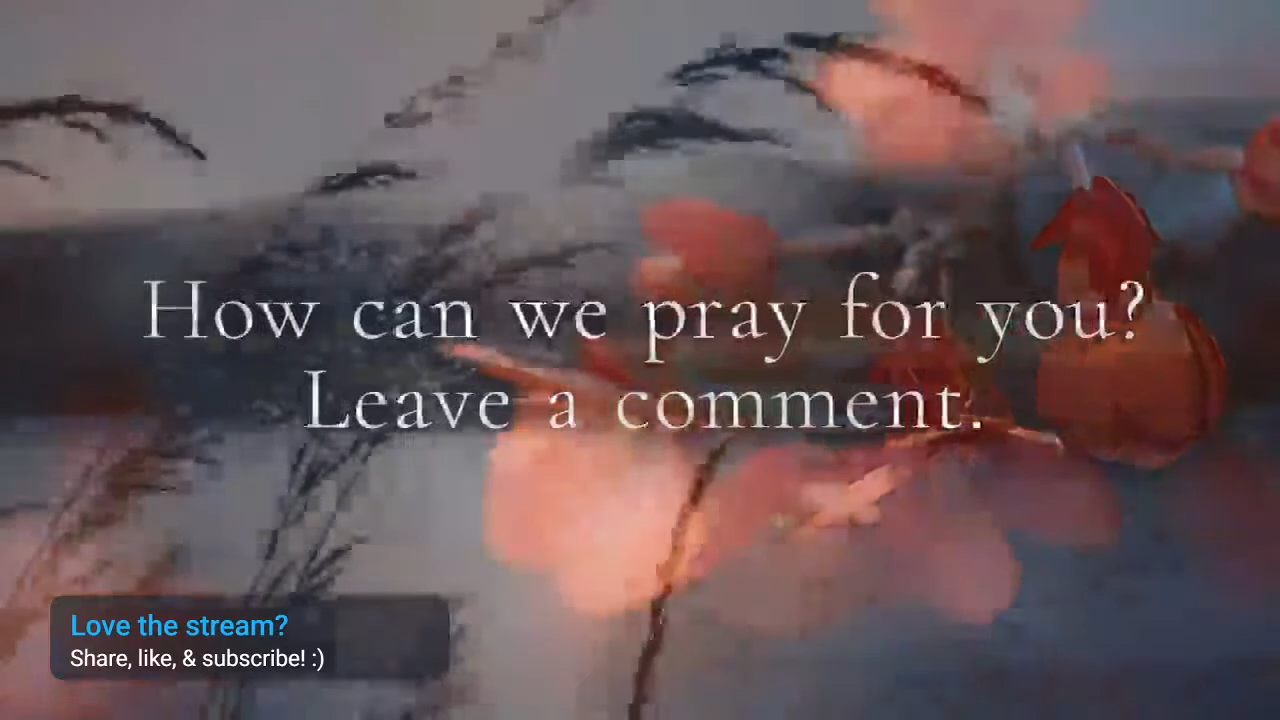 How can we pray for you?
Leave a comment.
Love the stream?
Share, like, & subscribe! :)